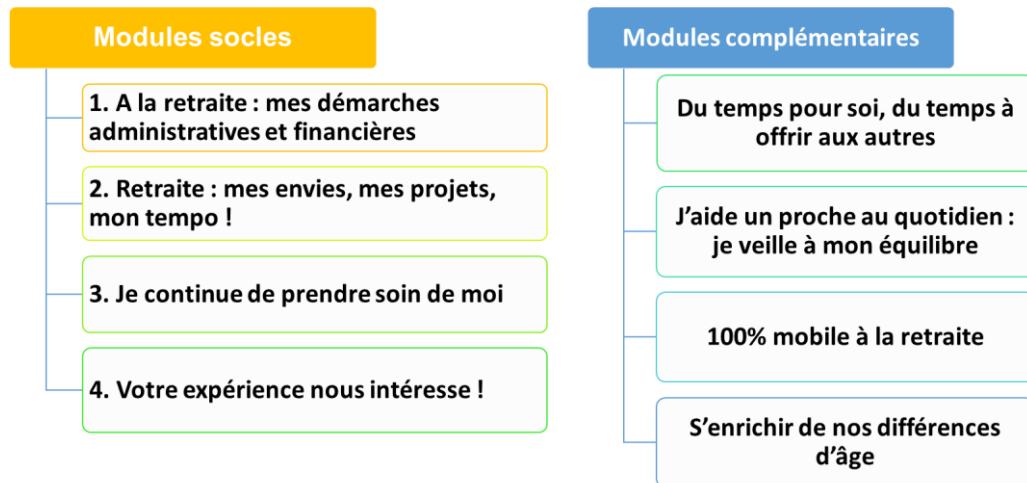 Modules socles
1. A la retraite : mes démarches
administratives et financières
2. Retraite : mes envies, mes projets,
mon tempo !
3. Je continue de prendre soin de moi
4. Votre expérience nous intéresse !
Modules complémentaires
Du temps pour soi, du temps à
offrir aux autres
J’aide un proche au quotidien :
je veille à mon équilibre
100% mobile à la retraite
S’enrichir de nos différences
d’âge